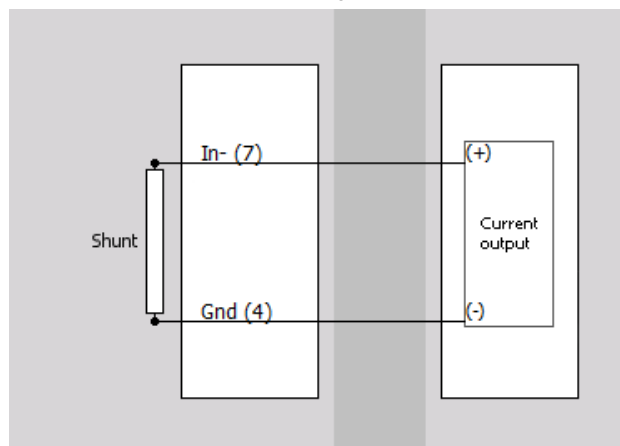 In- (7)
(+)
Shunt
Current
output
Gnd (4)
(-)